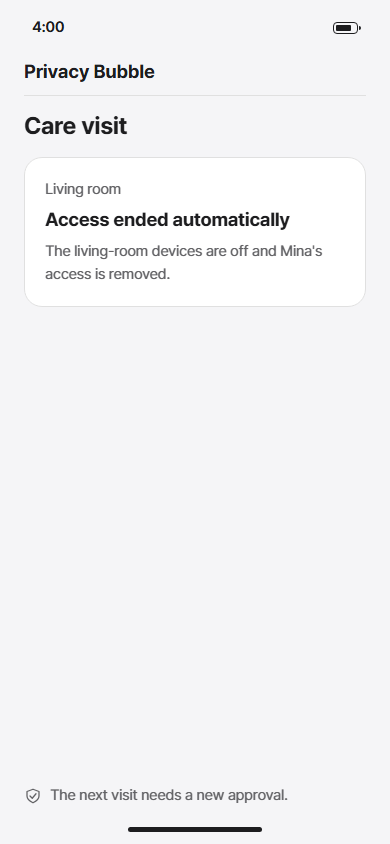 4:00
Privacy Bubble
Care visit
Living room
Access ended automatically
The living-room devices are off and Mina's
access is removed.
The next visit needs a new approval.